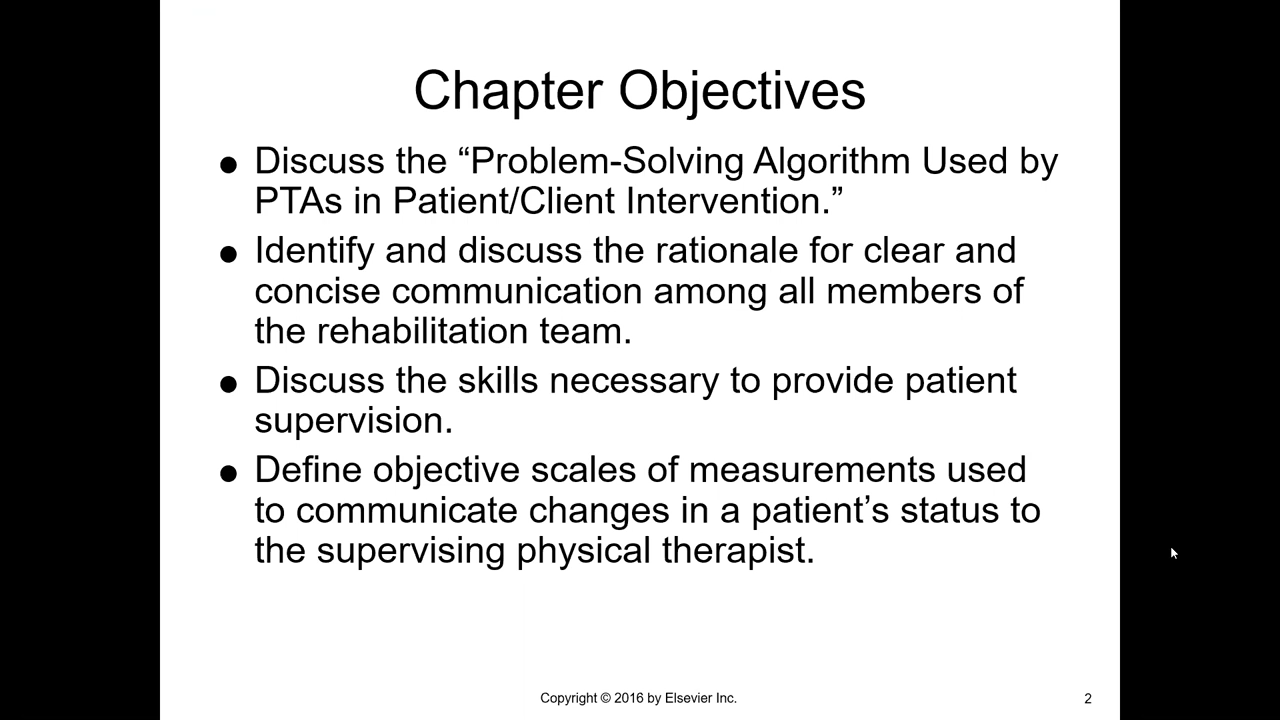 Chapter Objectives
● Discuss the “Problem-Solving Algorithm Used by
PTAs in Patient/Client Intervention.”
● Identify and discuss the rationale for clear and
concise communication among all members of
the rehabilitation team.
● Discuss the skills necessary to provide patient
supervision.
● Define objective scales of measurements used
to communicate changes in a patient’s status to
the supervising physical therapist.
Copyright © 2016 by Elsevier Inc.
2